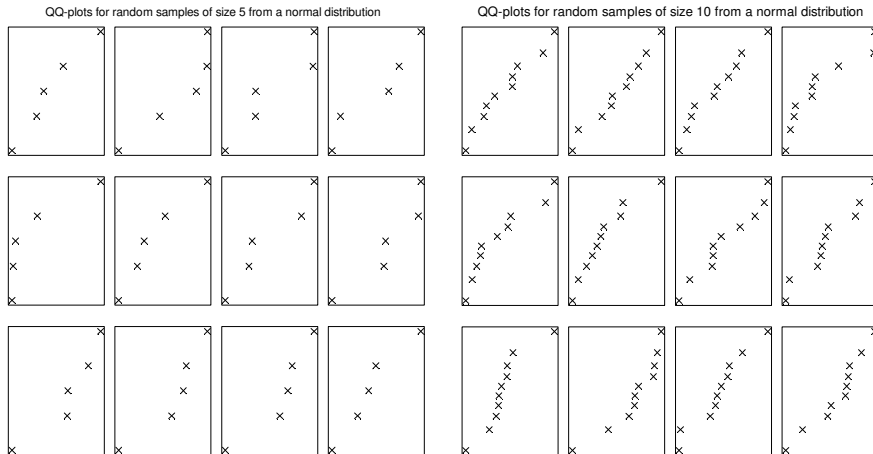 QQ-plots for random samples of size 5 from a normal distribution
QQ-plots for random samples of size 10 from a normal distribution